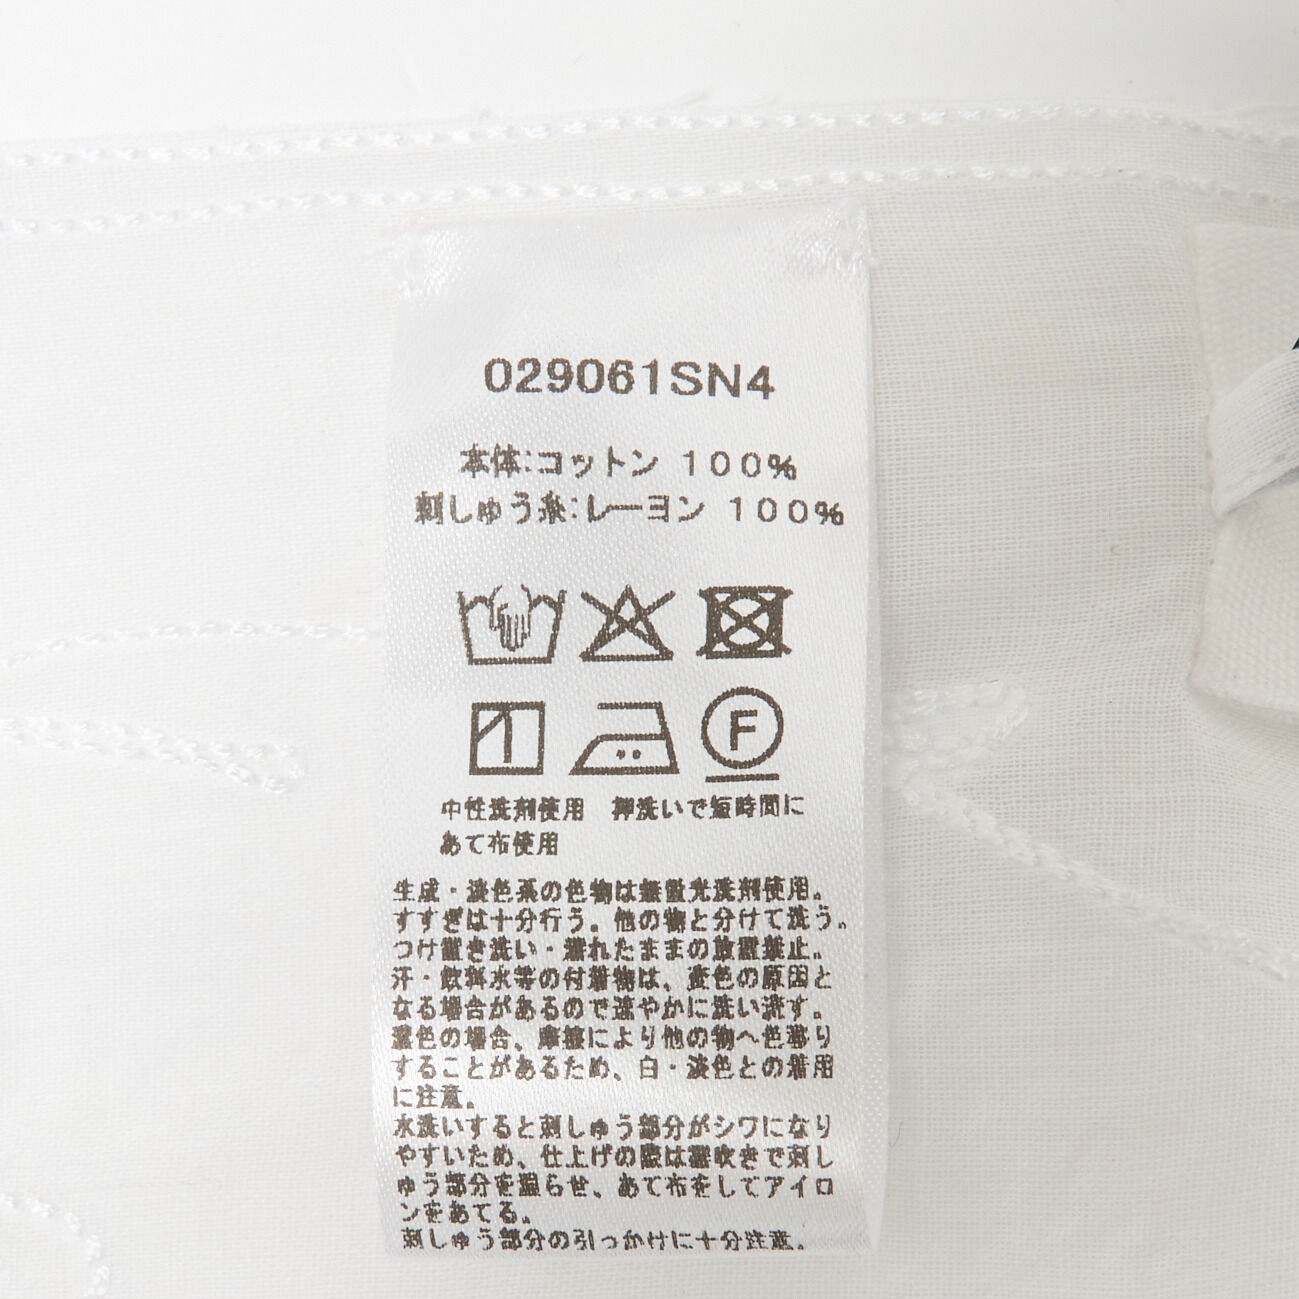 029061SN4
本体:コットン 100%
刺しゅう糸:レーヨン 100%
F
中性洗剤使用 押洗いで短時間に
あて布使用
生成・淡色系の色物は無蛍光洗剤使用。
すすぎは十分行う。他の物と分けて洗う。
つけ置き洗い・濡れたままの放置禁止。
汗・飲料水等の付着物は、変色の原因と
なる場合があるので速やかに洗い流す。
濃色の場合、摩擦により他の物へ色移り
することがあるため、白・淡色との着用
に注意。
水洗いすると刺しゅう部分がシワになり
やすいため、仕上げの際は霧吹きで刺し
ゅう部分を湿らせ、あて布をしてアイロ
ンをあてる。
刺しゅう部分の引っかけに十分注意。